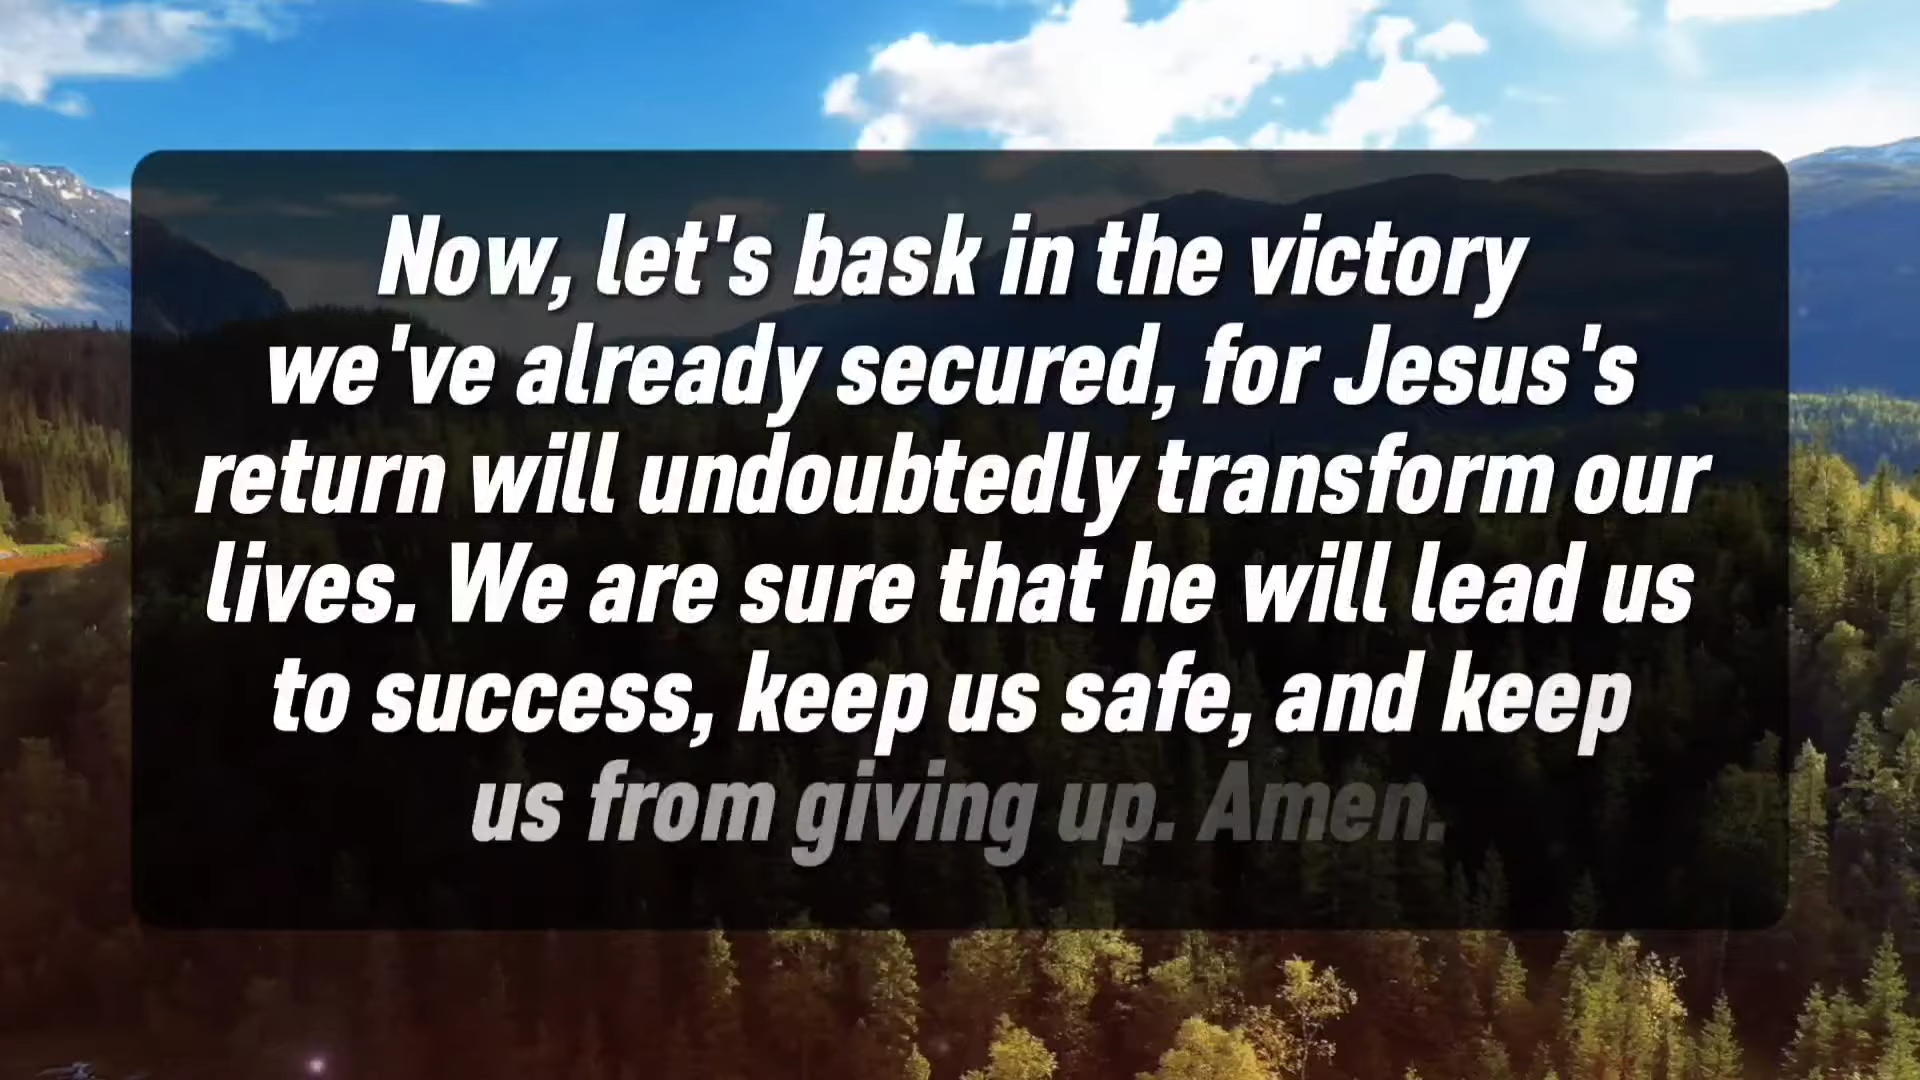 Now, let's bask in the victory
we've already secured, for Jesus's
return will undoubtedly transform our
lives. We are sure that he will lead us
to success, keep us safe, and keep
us from giving up. Amen.